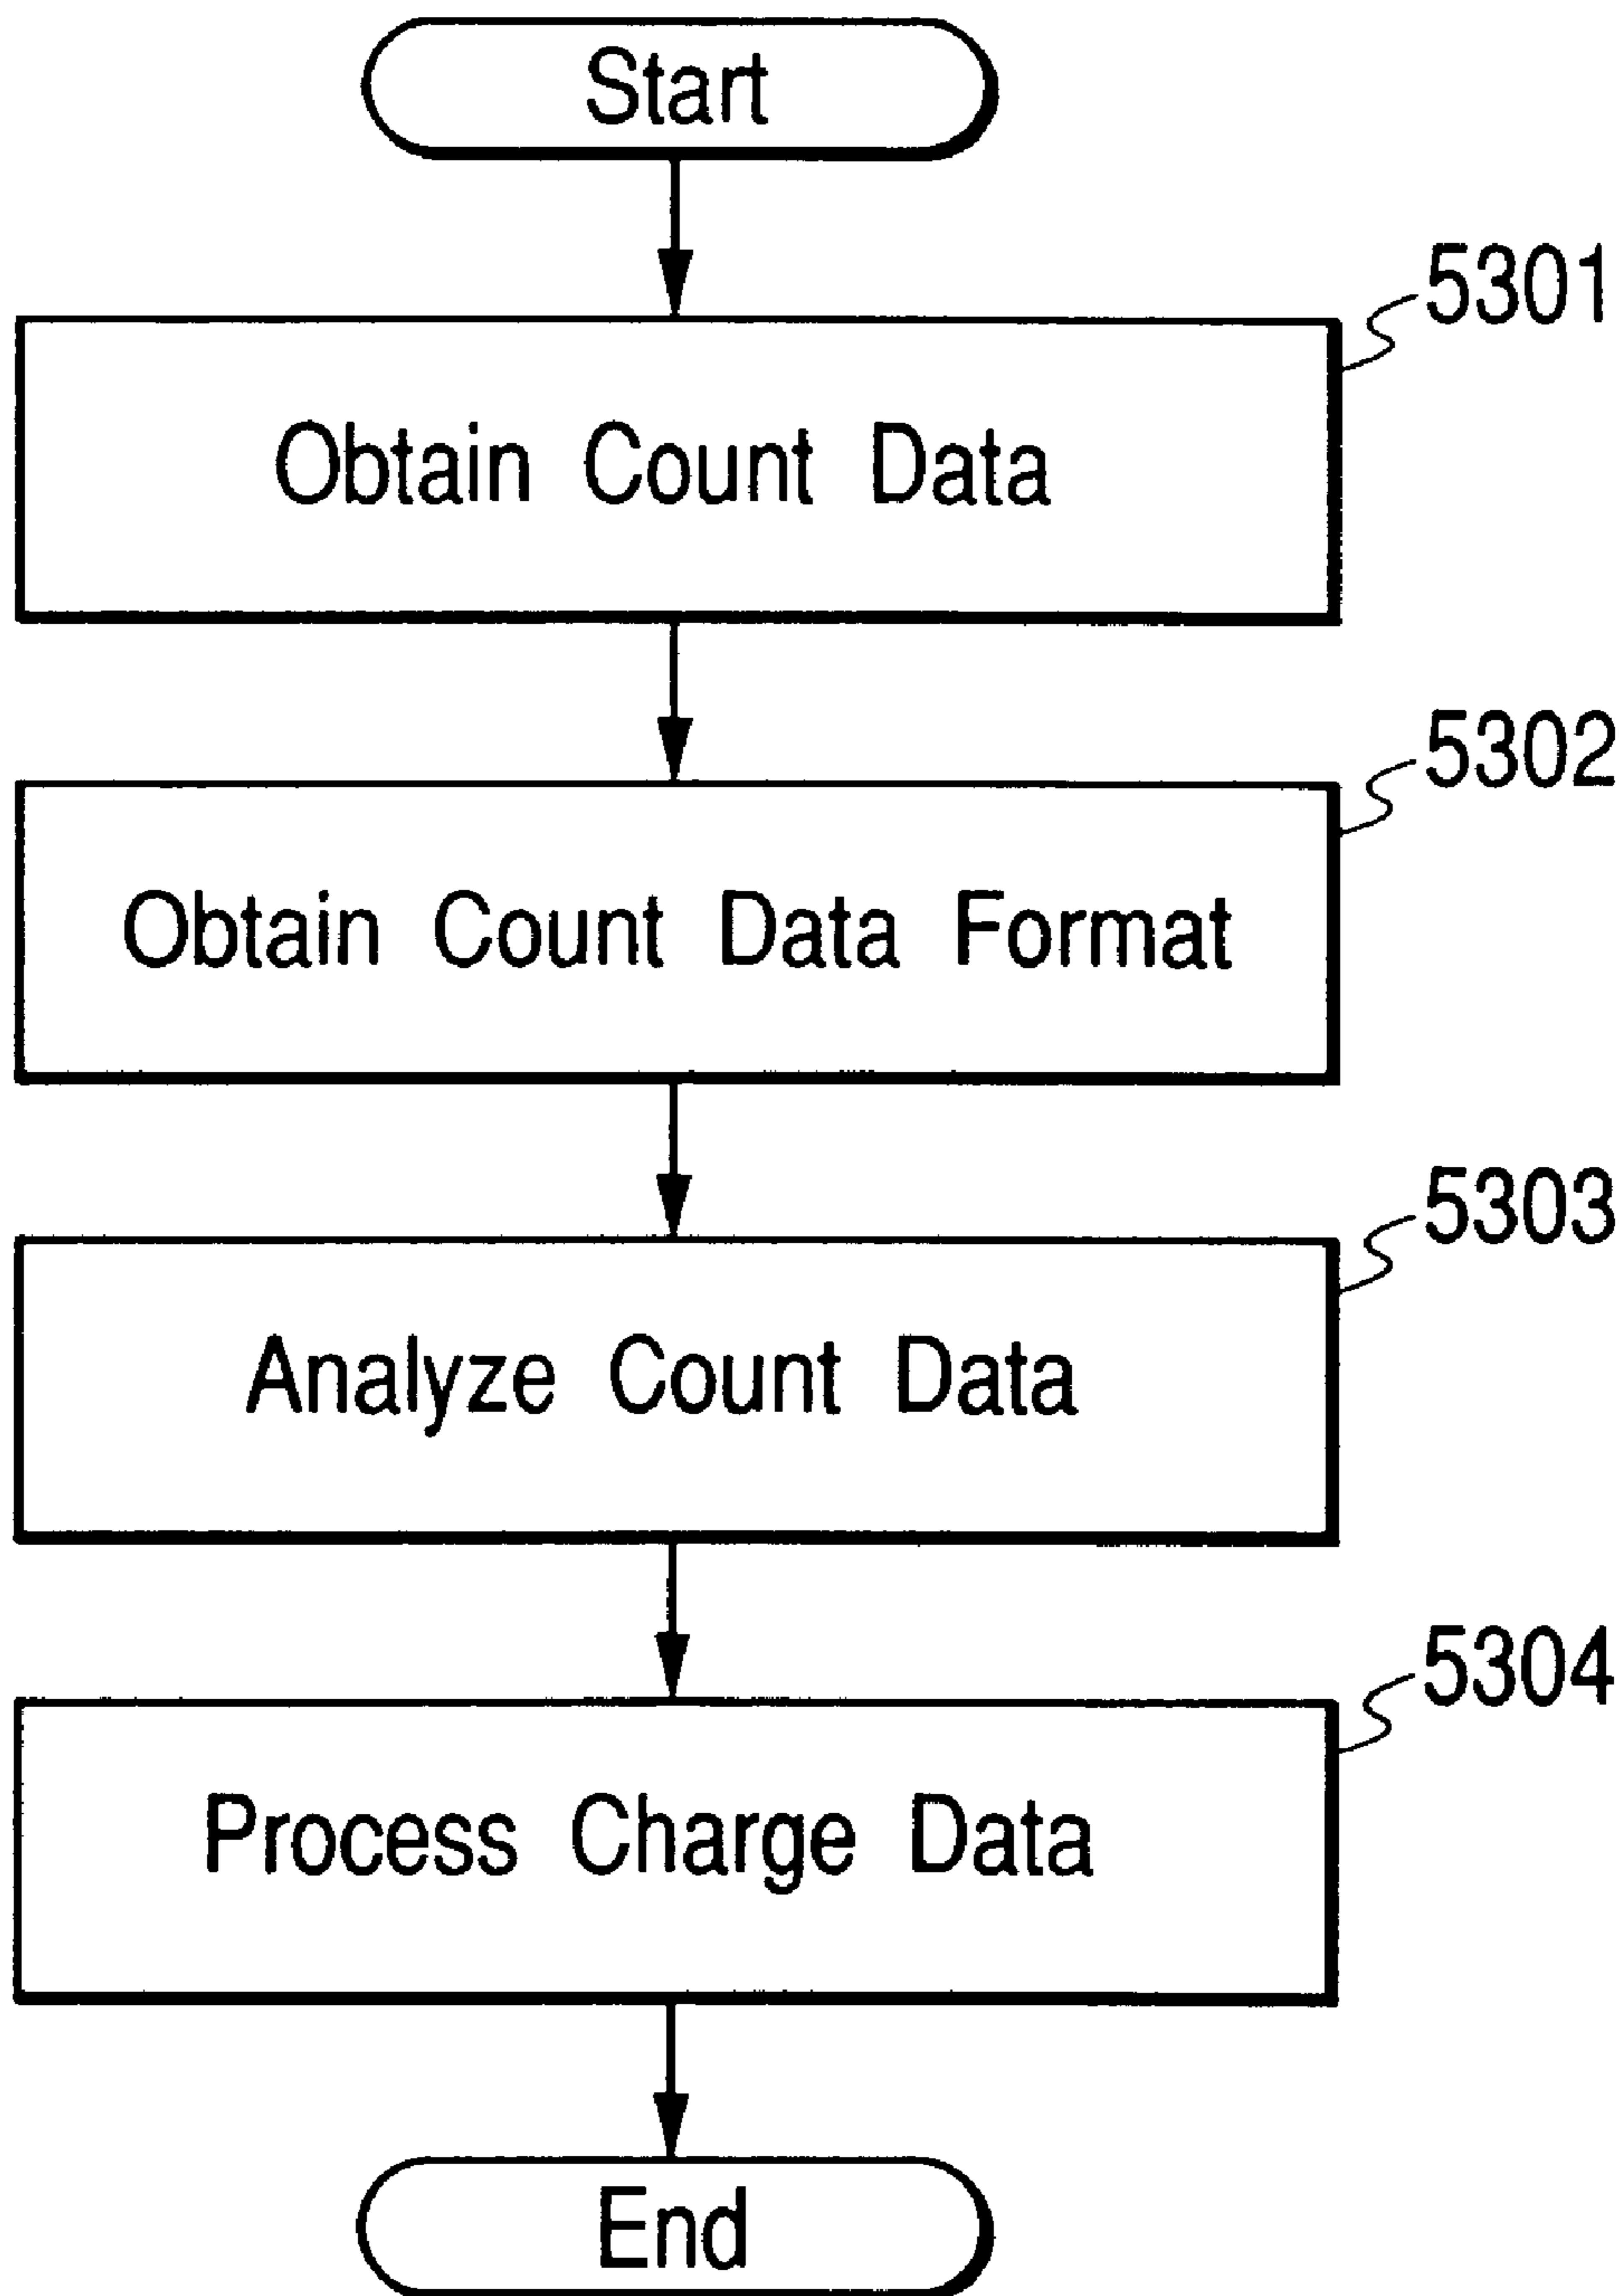 Start
5301
Obtain Count Data
5302
Obtain Count Data Format
5303
Analyze Count Data
5304
Process Charge Data
End